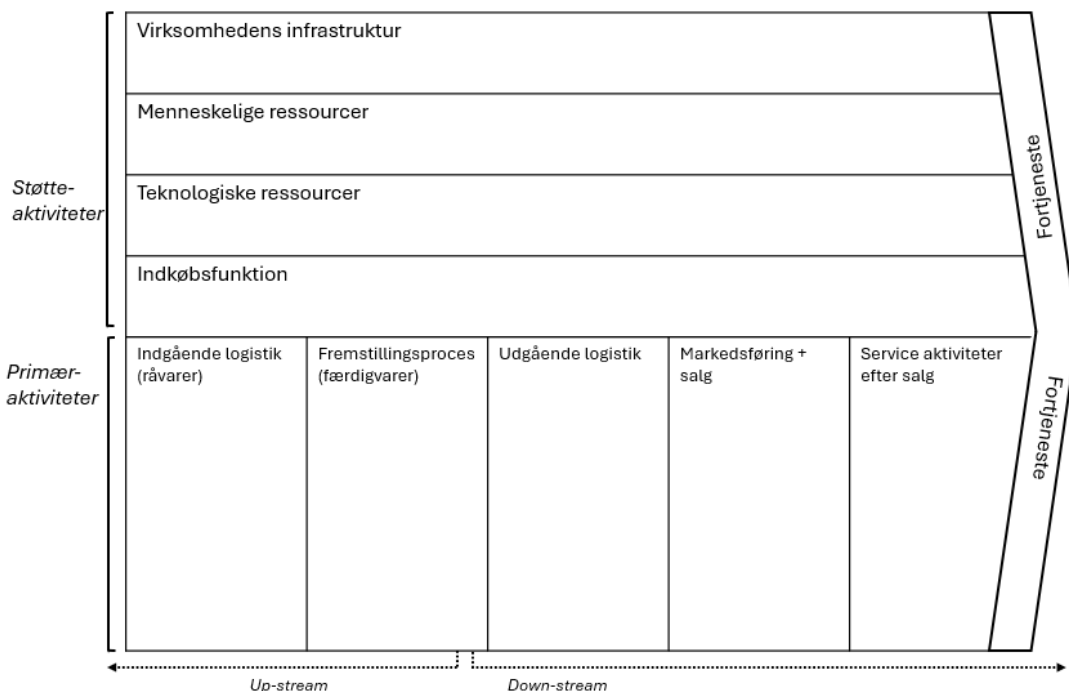 Virksomhedens infrastruktur
Menneskelige ressourcer
Teknologiske ressourcer
Indkøbsfunktion
Støtte-
aktiviteter
Fortjeneste
Indgående logistik
(råvarer)
Fremstillingsproces
(færdigvarer)
Udgående logistik
Markedsføring +
salg
Service aktiviteter
efter salg
Primær-
aktiviteter
Fortjeneste
Up-stream
Down-stream